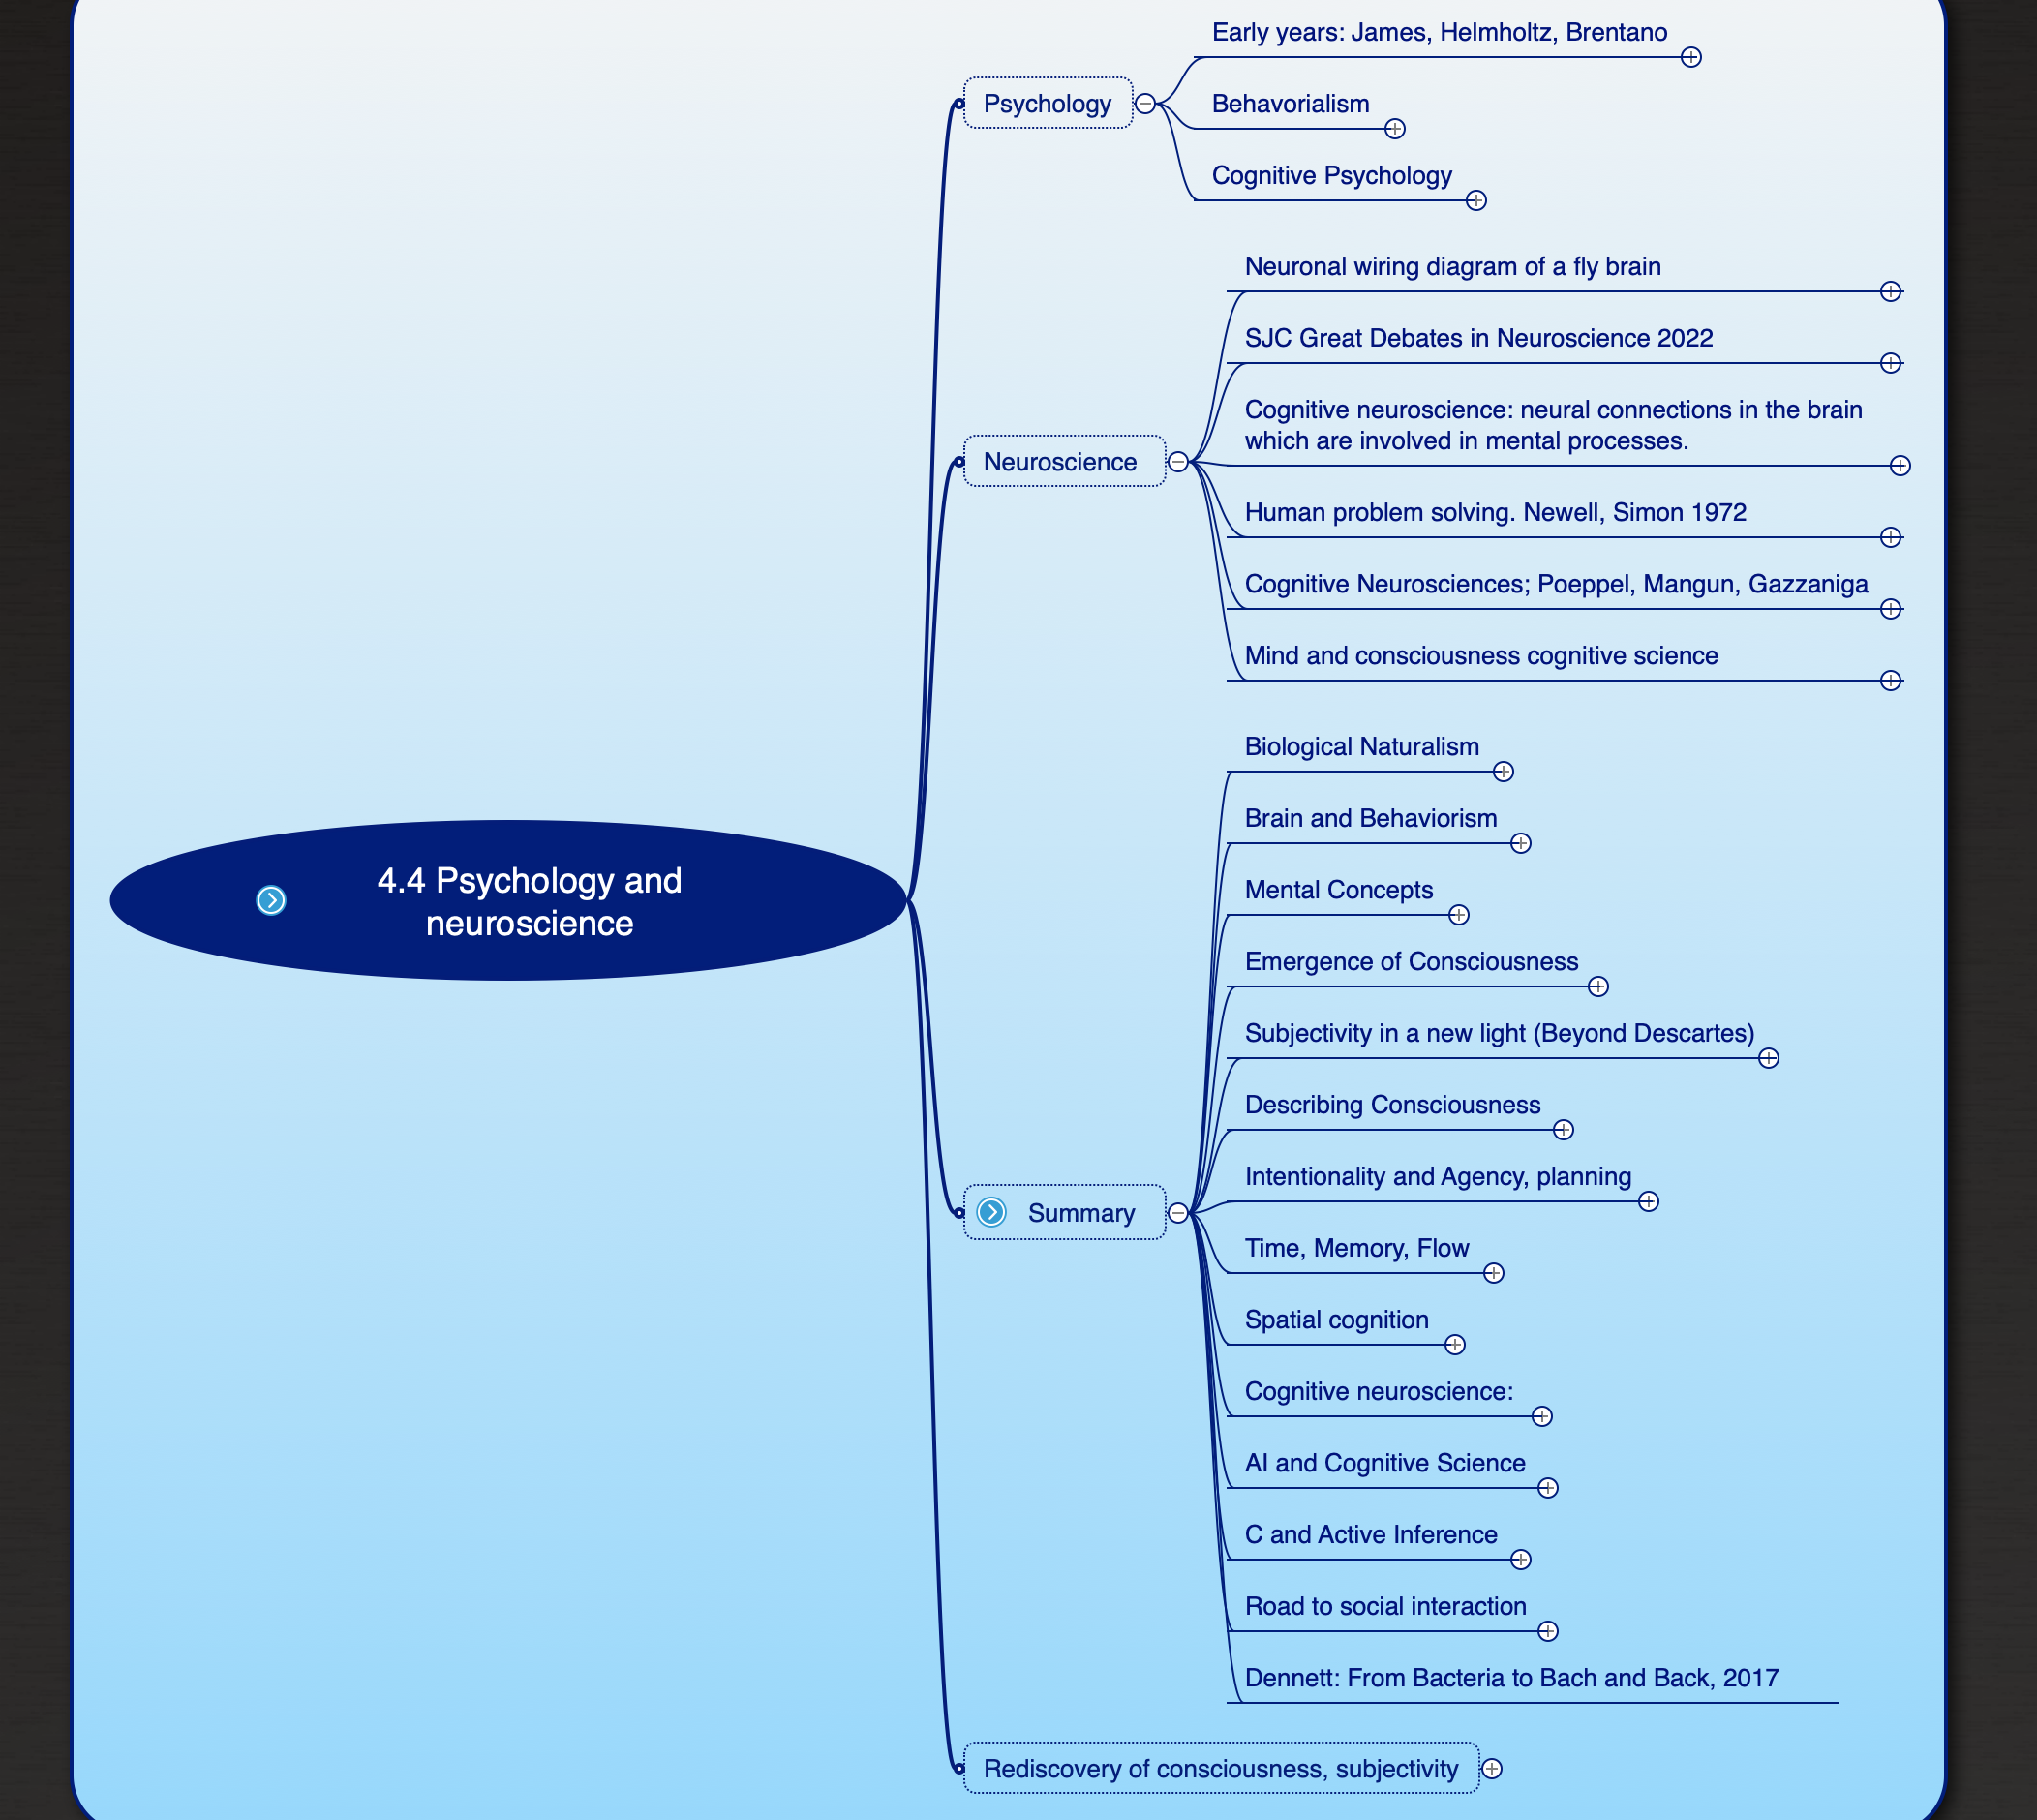 Early years: James, Helmholtz, Brentano
Psychology
Behavorialism
Cognitive Psychology
Neuronal wiring diagram of a fly brain
SJC Great Debates in Neuroscience 2022
Cognitive neuroscience: neural connections in the brain
which are involved in mental processes.
Neuroscience
Human problem solving. Newell, Simon 1972
Cognitive Neurosciences; Poeppel, Mangun, Gazzaniga
Mind and consciousness cognitive science
4.4 Psychology and
neuroscience
Biological Naturalism
Brain and Behaviorism
Mental Concepts
Emergence of Consciousness
Subjectivity in a new light (Beyond Descartes)
Describing Consciousness
Intentionality and Agency, planning
Summary
Time, Memory, Flow
Spatial cognition
Cognitive neuroscience:
AI and Cognitive Science
C and Active Inference
Road to social interaction
Dennett: From Bacteria to Bach and Back, 2017
Rediscovery of consciousness, subjectivity